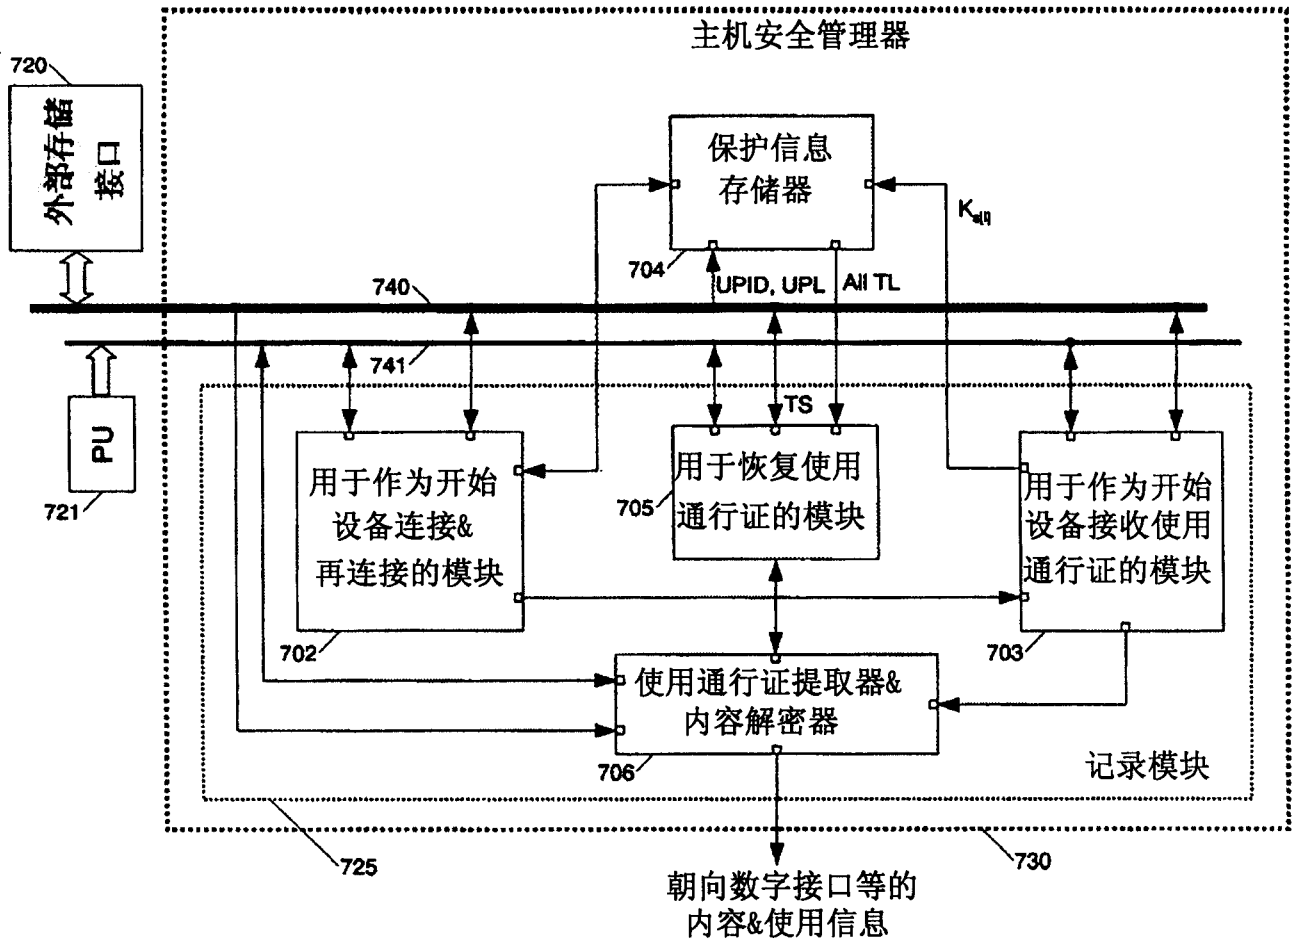 主机安全管理器
720
外部存储
接口
保护信息
存储器
704
UPID, UPL
All TL
740
741
PU
721
TS
用于作为开始
设备连接&
再连接的模块
702
用于恢复使用
通行证的模块
705
用于作为开始
设备接收使用
通行证的模块
703
使用通行证提取器&
内容解密器
706
记录模块
725
730
朝向数字接口等的
内容&使用信息